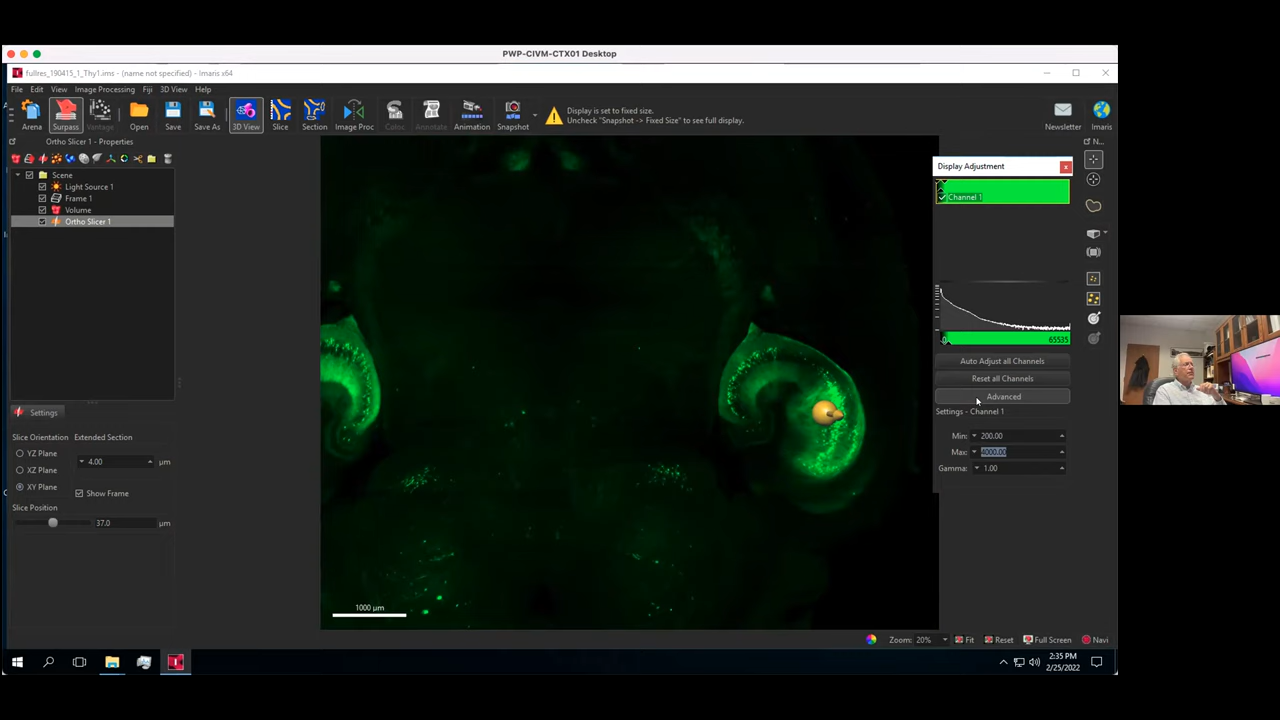 PWP-CIVM-CTX01 Desktop
fullres_190415_1_Thy1.ims - (name not specified) - Imaris x64
File Edit View Image Processing Fiji 3D View Help
Arena Surpass Vantage Open Save Save As 3D View Slice Section Image Proc Coloc Annotate Animation Snapshot
Display is set to fixed size.
Uncheck "Snapshot -> Fixed Size" to see full display.
Newsletter Imaris
Ortho Slicer 1 - Properties
N...
Scene
Light Source 1
Frame 1
Volume
Ortho Slicer 1
Display Adjustment
Channel 1
0 65535
Auto Adjust all Channels
Reset all Channels
Advanced
Settings - Channel 1
Min: 200.00
Max: 4000.00
Gamma: 1.00
Settings
Slice Orientation Extended Section
YZ Plane
4.00 µm
XZ Plane
XY Plane
Show Frame
Slice Position
37.0 µm
1000 µm
Zoom: 20% Fit Reset Full Screen Navi
2:35 PM
2/25/2022